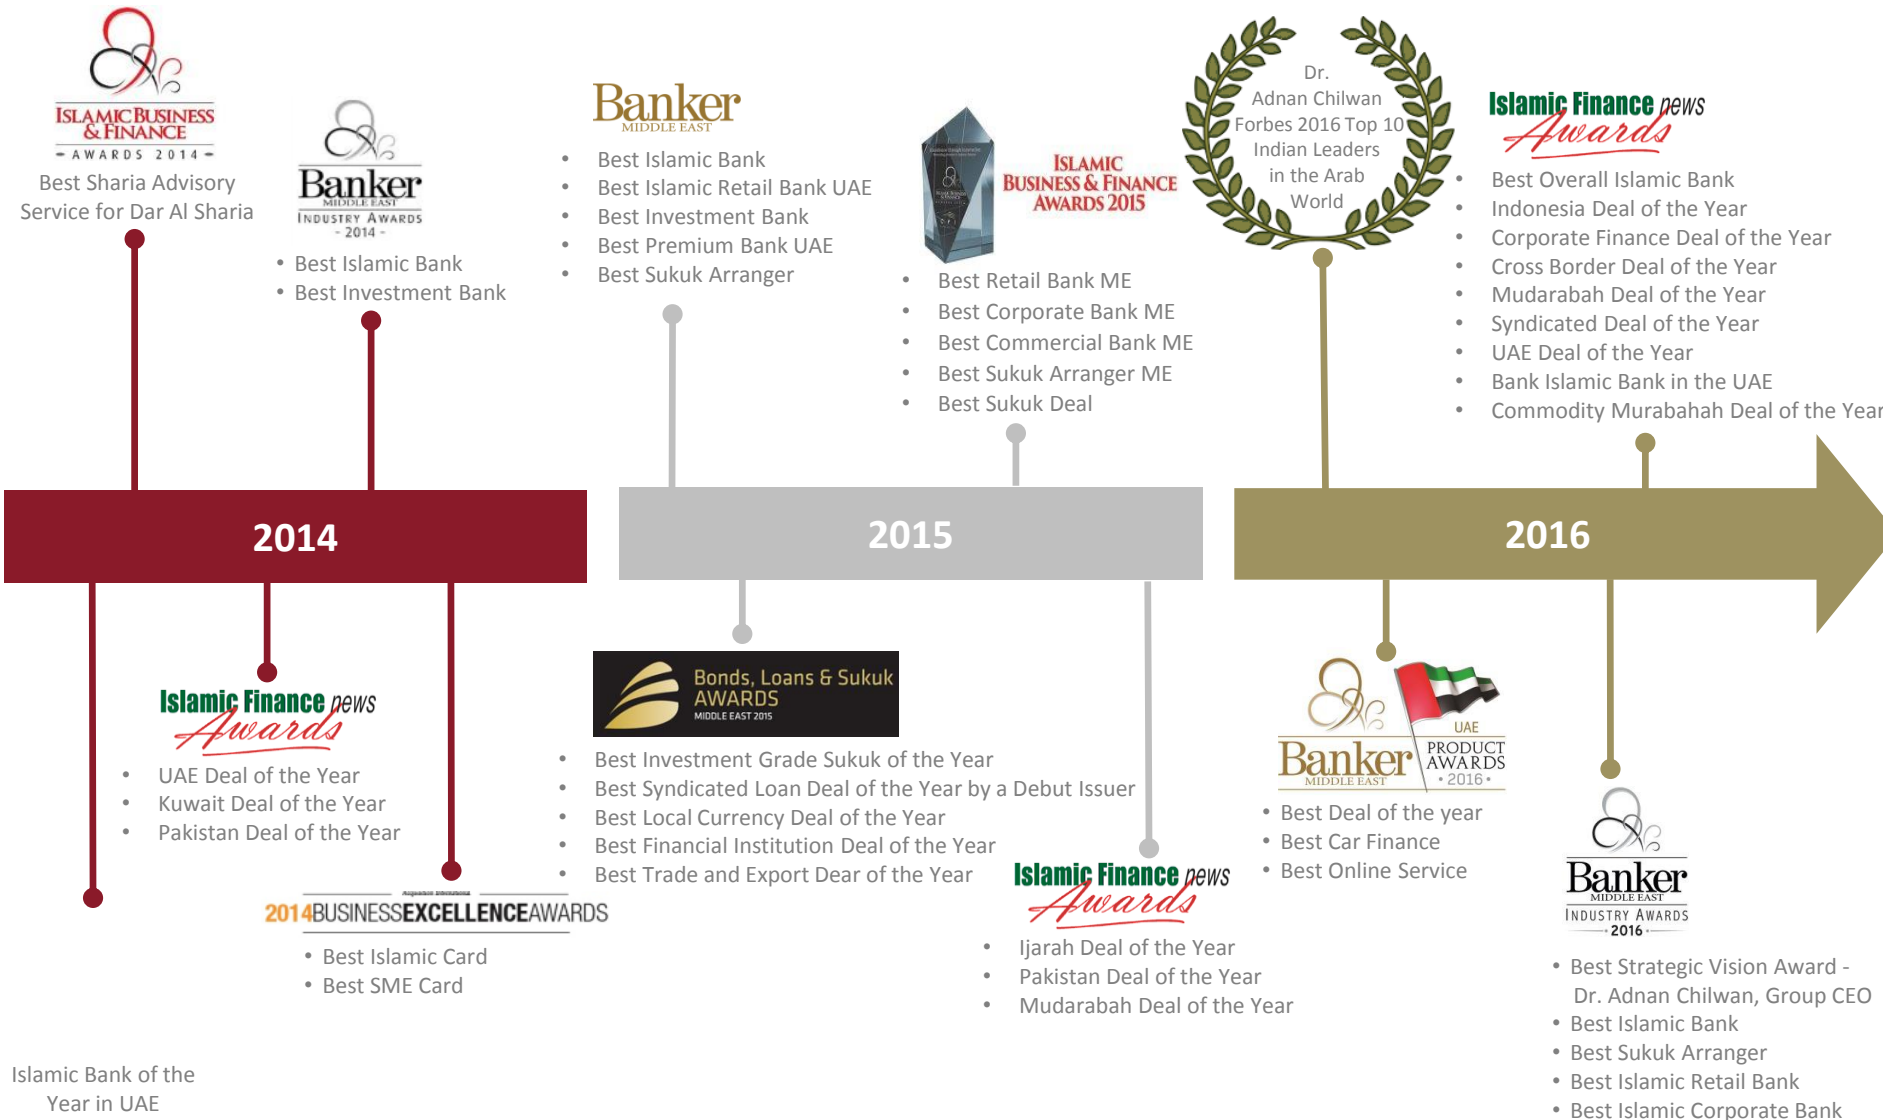 ISLAMIC BUSINESS
& FINANCE
AWARDS 2014
Best Sharia Advisory
Service for Dar Al Sharia
Banker
MIDDLE EAST
INDUSTRY AWARDS
- 2014 -
• Best Islamic Bank
• Best Investment Bank
Banker
MIDDLE EAST
• Best Islamic Bank
• Best Islamic Retail Bank UAE
• Best Investment Bank
• Best Premium Bank UAE
• Best Sukuk Arranger
ISLAMIC
BUSINESS & FINANCE
AWARDS 2015
• Best Retail Bank ME
• Best Corporate Bank ME
• Best Commercial Bank ME
• Best Sukuk Arranger ME
• Best Sukuk Deal
Dr.
Adnan Chilwan
Forbes 2016 Top 10
Indian Leaders
in the Arab
World
Islamic Finance news
Awards
• Best Overall Islamic Bank
• Indonesia Deal of the Year
• Corporate Finance Deal of the Year
• Cross Border Deal of the Year
• Mudarabah Deal of the Year
• Syndicated Deal of the Year
• UAE Deal of the Year
• Bank Islamic Bank in the UAE
• Commodity Murabahah Deal of the Year
2014
2015
2016
Islamic Finance news
Awards
• UAE Deal of the Year
• Kuwait Deal of the Year
• Pakistan Deal of the Year
2014BUSINESSEXCELLENCEAWARDS
• Best Islamic Card
• Best SME Card
Islamic Bank of the
Year in UAE
Bonds, Loans & Sukuk
AWARDS
MIDDLE EAST 2015
• Best Investment Grade Sukuk of the Year
• Best Syndicated Loan Deal of the Year by a Debut Issuer
• Best Local Currency Deal of the Year
• Best Financial Institution Deal of the Year
• Best Trade and Export Dear of the Year
Islamic Finance news
Awards
• Ijarah Deal of the Year
• Pakistan Deal of the Year
• Mudarabah Deal of the Year
Banker
MIDDLE EAST
UAE
PRODUCT
AWARDS
• 2016 •
• Best Deal of the year
• Best Car Finance
• Best Online Service
Banker
MIDDLE EAST
INDUSTRY AWARDS
2016
• Best Strategic Vision Award -
Dr. Adnan Chilwan, Group CEO
• Best Islamic Bank
• Best Sukuk Arranger
• Best Islamic Retail Bank
• Best Islamic Corporate Bank